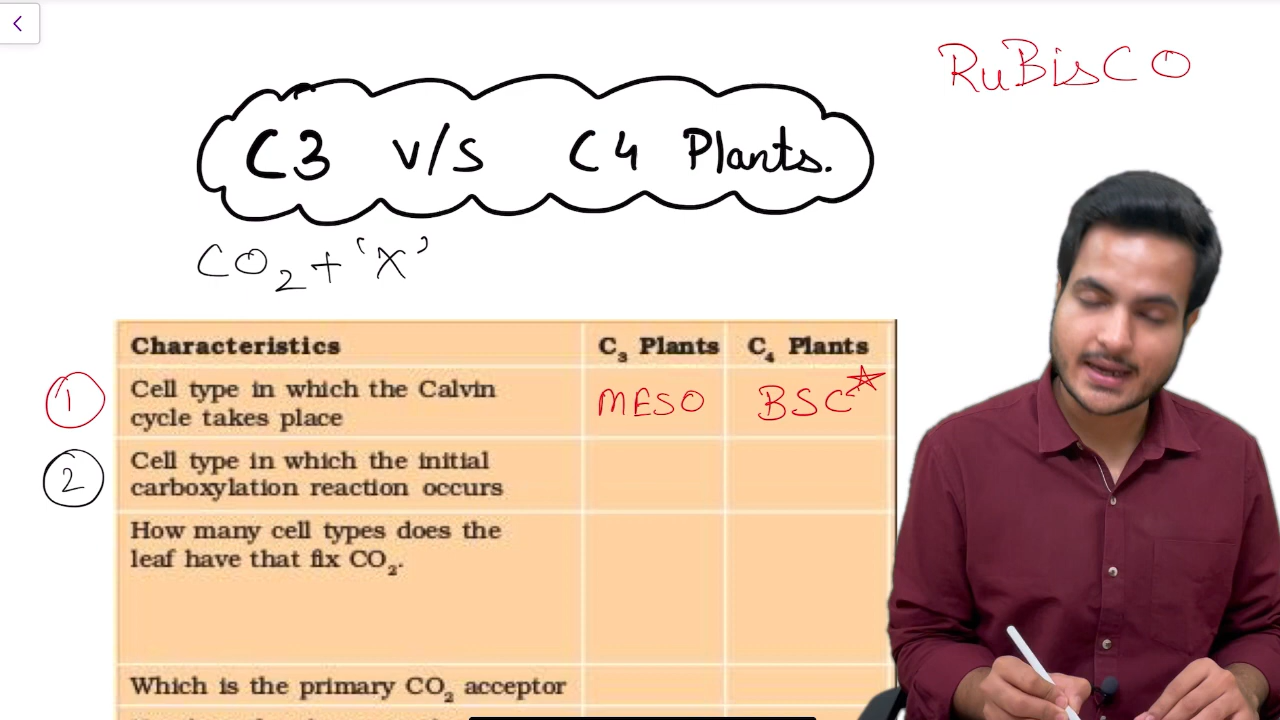 RuBisCO
C3 v/s C4 Plants.
CO2 + 'X'
Characteristics C3 Plants C4 Plants
1 Cell type in which the Calvin
cycle takes place MESO BSC
2 Cell type in which the initial
carboxylation reaction occurs
How many cell types does the
leaf have that fix CO2.
Which is the primary CO2 acceptor